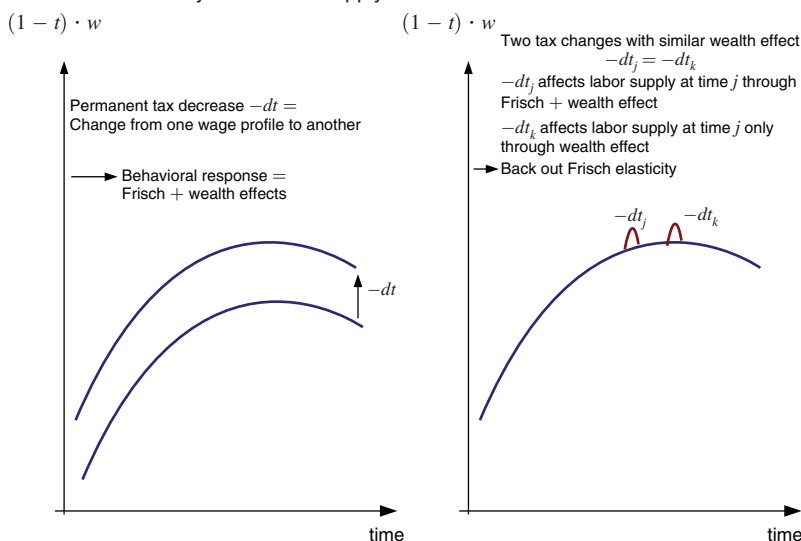 (1 − t) · w
Permanent tax decrease −dt =
Change from one wage profile to another
Behavioral response =
Frisch + wealth effects
−dt
time
(1 − t) · w
Two tax changes with similar wealth effect
−dt_j = −dt_k
−dt_j affects labor supply at time j through
Frisch + wealth effect
−dt_k affects labor supply at time j only
through wealth effect
Back out Frisch elasticity
−dt_j
−dt_k
time